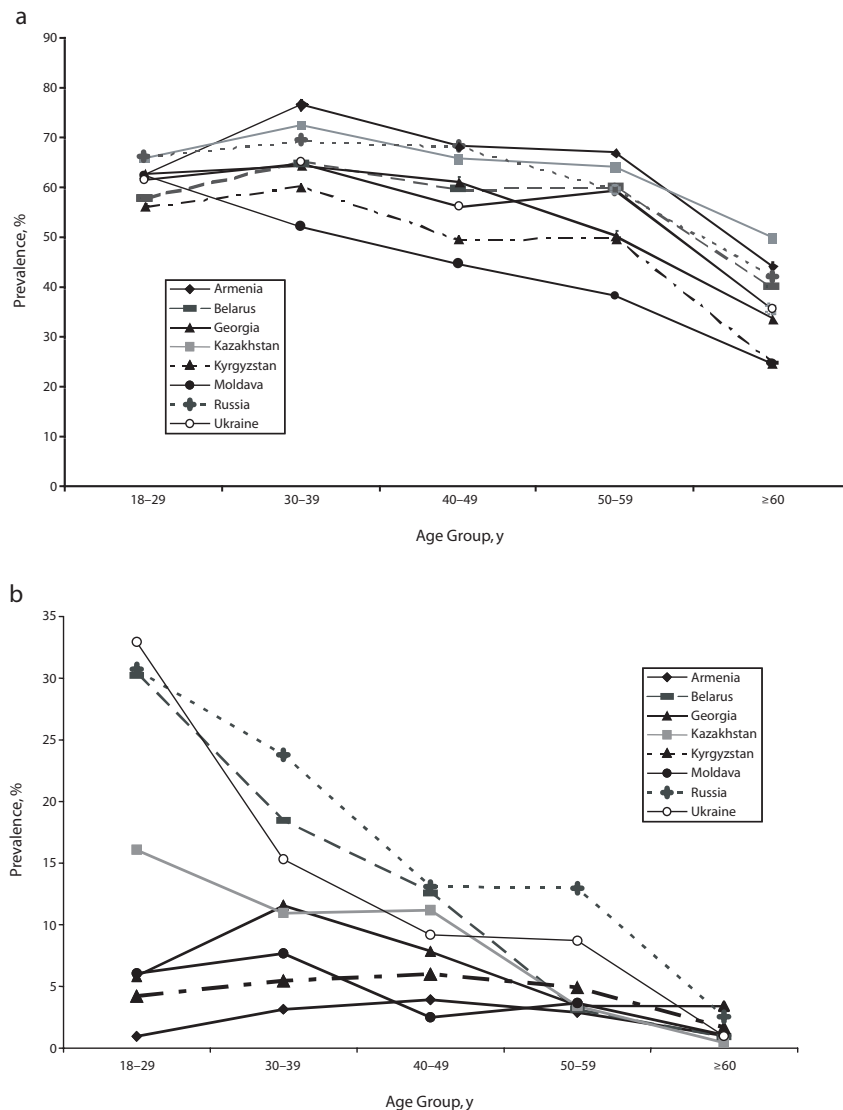 a
90
80
70
60
50
40
30
20
10
0
Prevalence, %
Armenia
Belarus
Georgia
Kazakhstan
Kyrgyzstan
Moldava
Russia
Ukraine
18–29 30–39 40–49 50–59 ≥60
Age Group, y
b
35
30
25
20
15
10
5
0
Prevalence, %
Armenia
Belarus
Georgia
Kazakhstan
Kyrgyzstan
Moldava
Russia
Ukraine
18–29 30–39 40–49 50–59 ≥60
Age Group, y